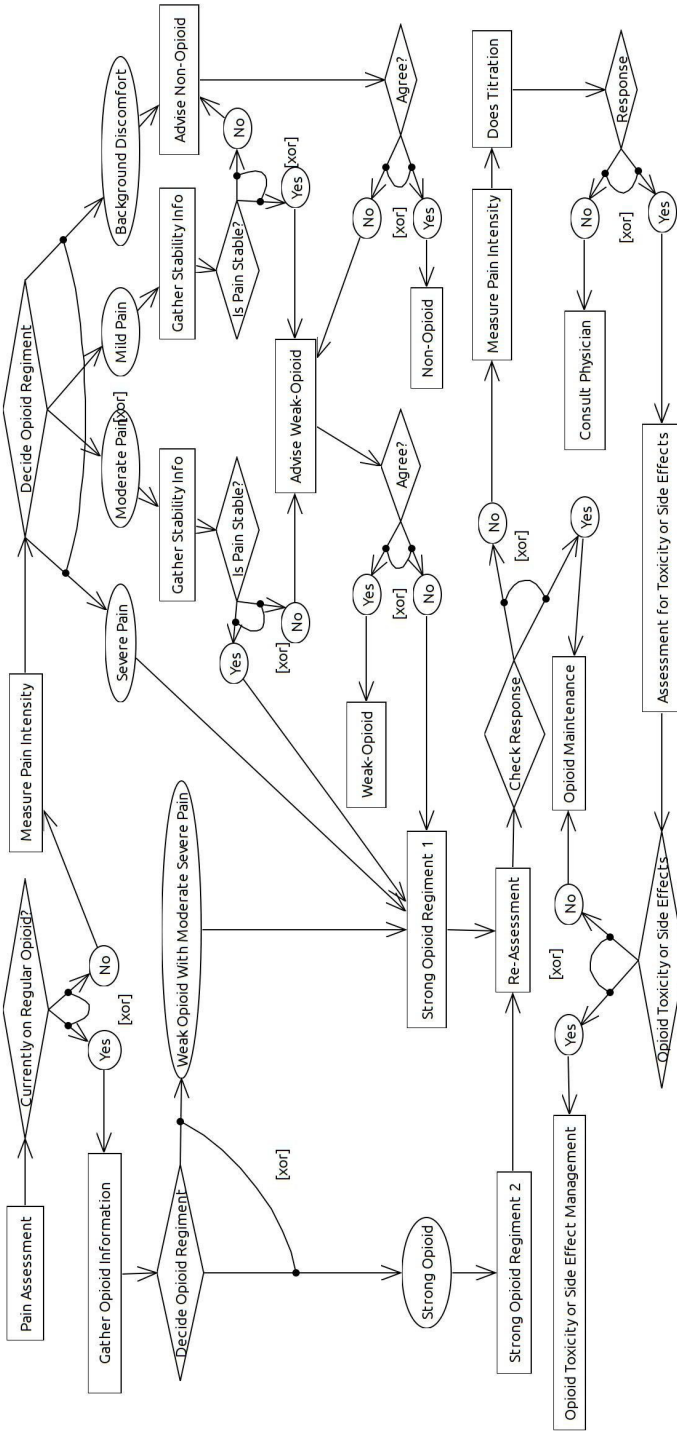 Pain Assessment
Currently on Regular Opioid?
Yes
No
[xor]
Measure Pain Intensity
Decide Opioid Regiment
Gather Opioid Information
Decide Opioid Regiment
Weak Opioid With Moderate Severe Pain
Severe Pain
Moderate Pain
[xor]
Mild Pain
Background Discomfort
Gather Stability Info
Gather Stability Info
Advise Non-Opioid
Is Pain Stable?
Is Pain Stable?
No
Yes
[xor]
Yes
No
[xor]
Advise Weak-Opioid
[xor]
Agree?
No
Yes
[xor]
Non-Opioid
Agree?
Yes
No
[xor]
Weak-Opioid
Strong Opioid
Strong Opioid Regiment 1
Strong Opioid Regiment 2
Re-Assessment
Check Response
No
[xor]
Yes
Measure Pain Intensity
Does Titration
Response
No
Yes
[xor]
Consult Physician
Opioid Maintenance
No
Yes
[xor]
Opioid Toxicity or Side Effect Management
Opioid Toxicity or Side Effects
Assessment for Toxicity or Side Effects